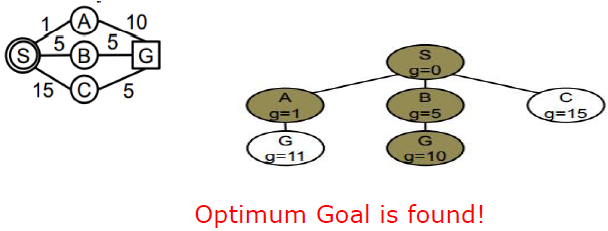 1 A 10
S 5 B 5 G
15 C 5
S
g=0
A
g=1
B
g=5
C
g=15
G
g=11
G
g=10
Optimum Goal is found!